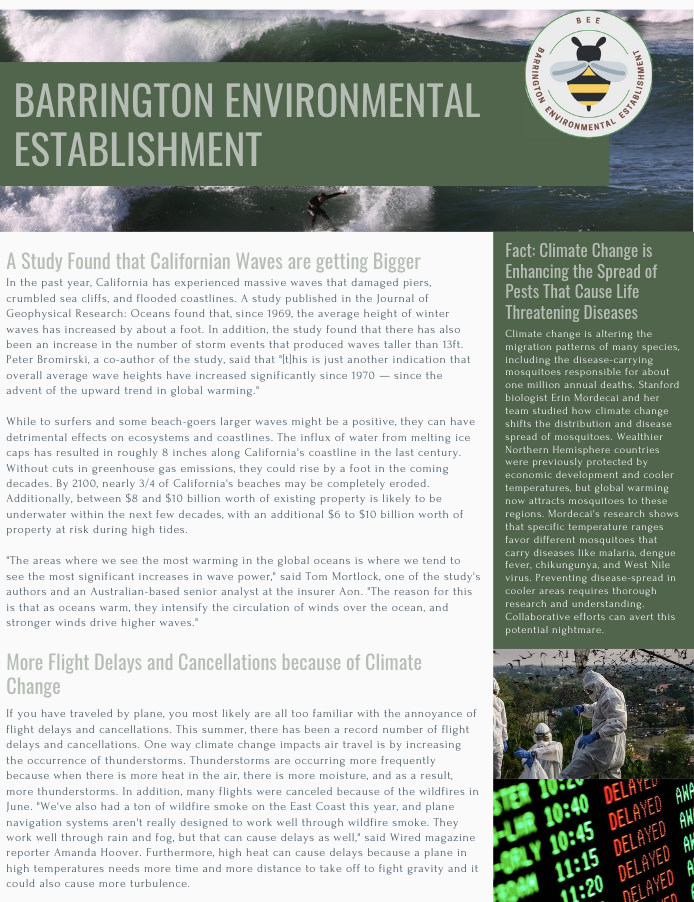 BEE
BARRINGTON ENVIRONMENTAL ESTABLISHMENT
BARRINGTON ENVIRONMENTAL
ESTABLISHMENT
A Study Found that Californian Waves are getting Bigger
In the past year, California has experienced massive waves that damaged piers,
crumbled sea cliffs, and flooded coastlines. A study published in the Journal of
Geophysical Research: Oceans found that, since 1969, the average height of winter
waves has increased by about a foot. In addition, the study found that there has also
been an increase in the number of storm events that produced waves taller than 13ft.
Peter Bromirski, a co-author of the study, said that "[t]his is just another indication that
overall average wave heights have increased significantly since 1970 — since the
advent of the upward trend in global warming."
While to surfers and some beach-goers larger waves might be a positive, they can have
detrimental effects on ecosystems and coastlines. The influx of water from melting ice
caps has resulted in roughly 8 inches along California's coastline in the last century.
Without cuts in greenhouse gas emissions, they could rise by a foot in the coming
decades. By 2100, nearly 3/4 of California's beaches may be completely eroded.
Additionally, between $8 and $10 billion worth of existing property is likely to be
underwater within the next few decades, with an additional $6 to $10 billion worth of
property at risk during high tides.
"The areas where we see the most warming in the global oceans is where we tend to
see the most significant increases in wave power," said Tom Mortlock, one of the study's
authors and an Australian-based senior analyst at the insurer Aon. "The reason for this
is that as oceans warm, they intensify the circulation of winds over the ocean, and
stronger winds drive higher waves."
More Flight Delays and Cancellations because of Climate
Change
If you have traveled by plane, you most likely are all too familiar with the annoyance of
flight delays and cancellations. This summer, there has been a record number of flight
delays and cancellations. One way climate change impacts air travel is by increasing
the occurrence of thunderstorms. Thunderstorms are occurring more frequently
because when there is more heat in the air, there is more moisture, and as a result,
more thunderstorms. In addition, many flights were canceled because of the wildfires in
June. "We've also had a ton of wildfire smoke on the East Coast this year, and plane
navigation systems aren't really designed to work well through wildfire smoke. They
work well through rain and fog, but that can cause delays as well," said Wired magazine
reporter Amanda Hoover. Furthermore, high heat can cause delays because a plane in
high temperatures needs more time and more distance to take off to fight gravity and it
could also cause more turbulence.
Fact: Climate Change is
Enhancing the Spread of
Pests That Cause Life
Threatening Diseases
Climate change is altering the
migration patterns of many species,
including the disease-carrying
mosquitoes responsible for about
one million annual deaths. Stanford
biologist Erin Mordecai and her
team studied how climate change
shifts the distribution and disease
spread of mosquitoes. Wealthier
Northern Hemisphere countries
were previously protected by
economic development and cooler
temperatures, but global warming
now attracts mosquitoes to these
regions. Mordecai's research shows
that specific temperature ranges
favor different mosquitoes that
carry diseases like malaria, dengue
fever, chikungunya, and West Nile
virus. Preventing disease-spread in
cooler areas requires thorough
research and understanding.
Collaborative efforts can avert this
potential nightmare.
10:20 DELAYED
10:40 DELAYED AWA
10:45 DELAYED
11:15 DELAYED
11:20 DELAYED